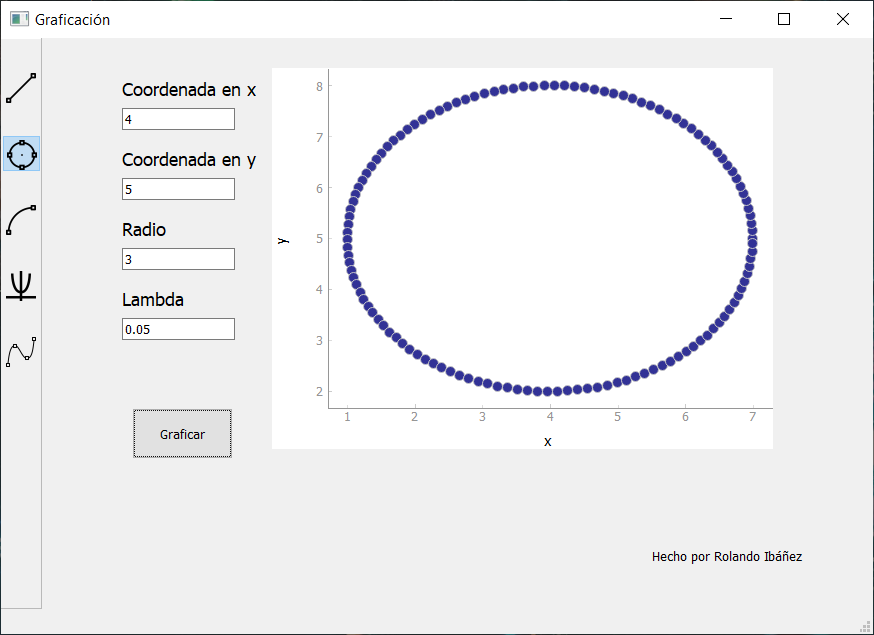 Graficación
Coordenada en x
4
Coordenada en y
5
Radio
3
Lambda
0.05
Graficar
8
7
6
5
4
3
2
y
1 2 3 4 5 6 7
x
Hecho por Rolando Ibáñez